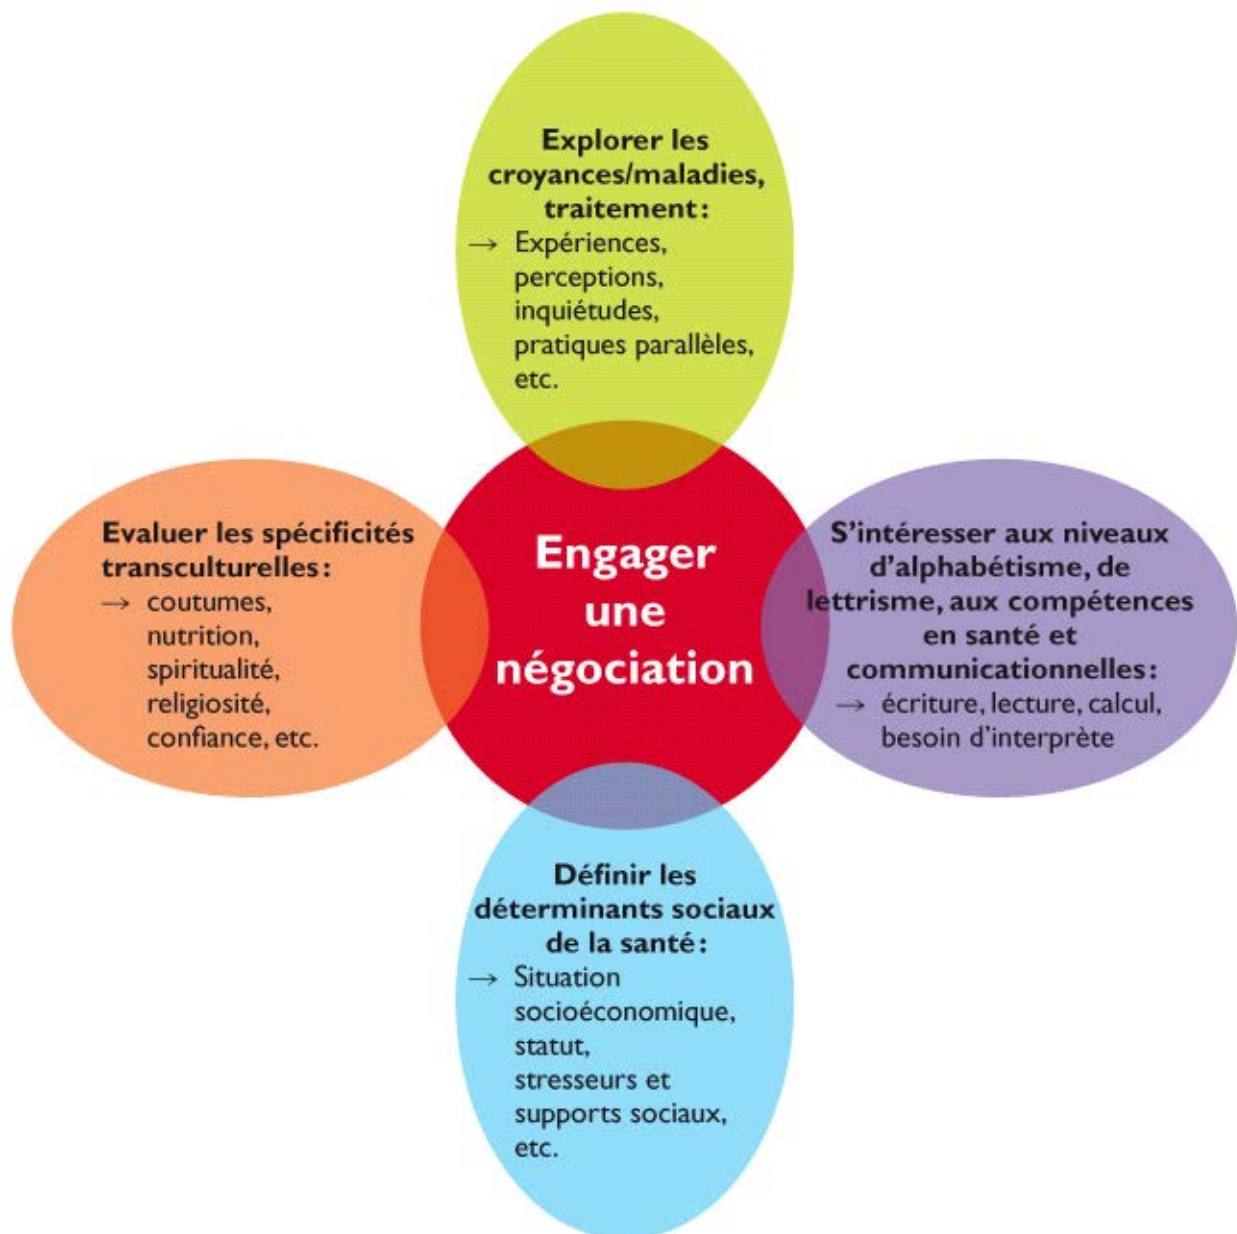 Explorer les
croyances/maladies,
traitement :
→ Expériences,
perceptions,
inquiétudes,
pratiques parallèles,
etc.
Evaluer les spécificités
transculturelles :
→ coutumes,
nutrition,
spiritualité,
religiosité,
confiance, etc.
Engager
une
négociation
S’intéresser aux niveaux
d’alphabétisme, de
lettrisme, aux compétences
en santé et
communicationnelles :
→ écriture, lecture, calcul,
besoin d’interprète
Définir les
déterminants sociaux
de la santé :
→ Situation
socioéconomique,
statut,
stresseurs et
supports sociaux,
etc.